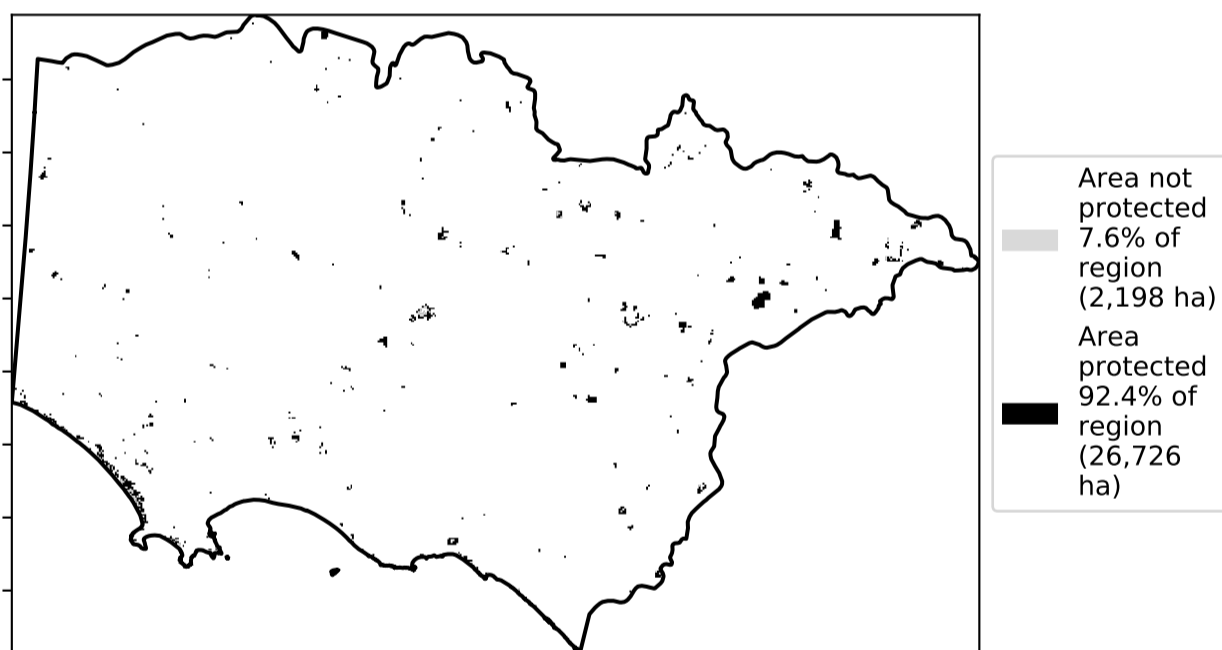 Area not
protected
7.6% of
region
(2,198 ha)
Area
protected
92.4% of
region
(26,726
ha)